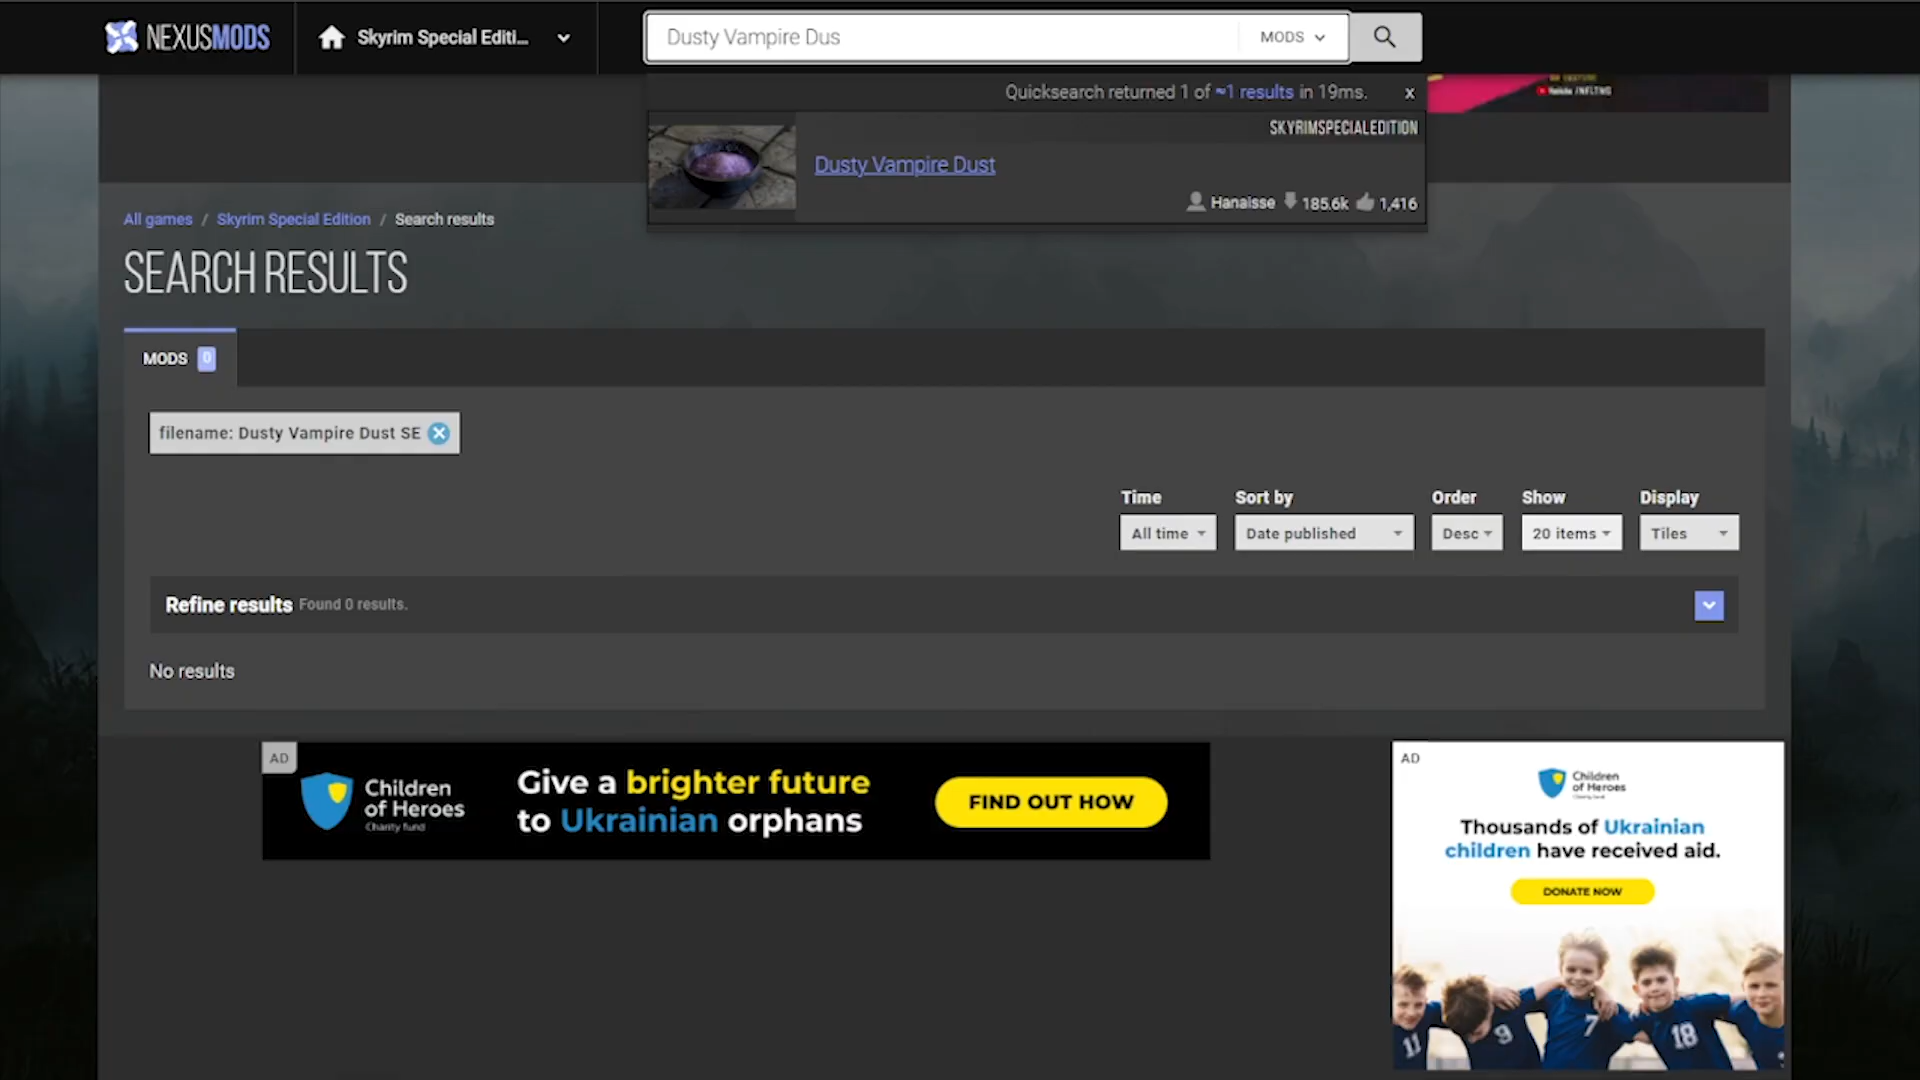 NEXUSMODS
Skyrim Special Editi...
Dusty Vampire Dus
MODS
Quicksearch returned 1 of ≈1 results in 19ms.
x
SKYRIMSPECIALEDITION
Dusty Vampire Dust
Hanaisse 185.6k 1,416
All games / Skyrim Special Edition / Search results
SEARCH RESULTS
MODS 0
filename: Dusty Vampire Dust SE
Time
Sort by
Order
Show
Display
All time
Date published
Desc
20 items
Tiles
Refine results Found 0 results.
No results
AD
Children
of Heroes
Charity fund
Give a brighter future
to Ukrainian orphans
FIND OUT HOW
AD
Children
of Heroes
Thousands of Ukrainian
children have received aid.
DONATE NOW
11
9
7
18